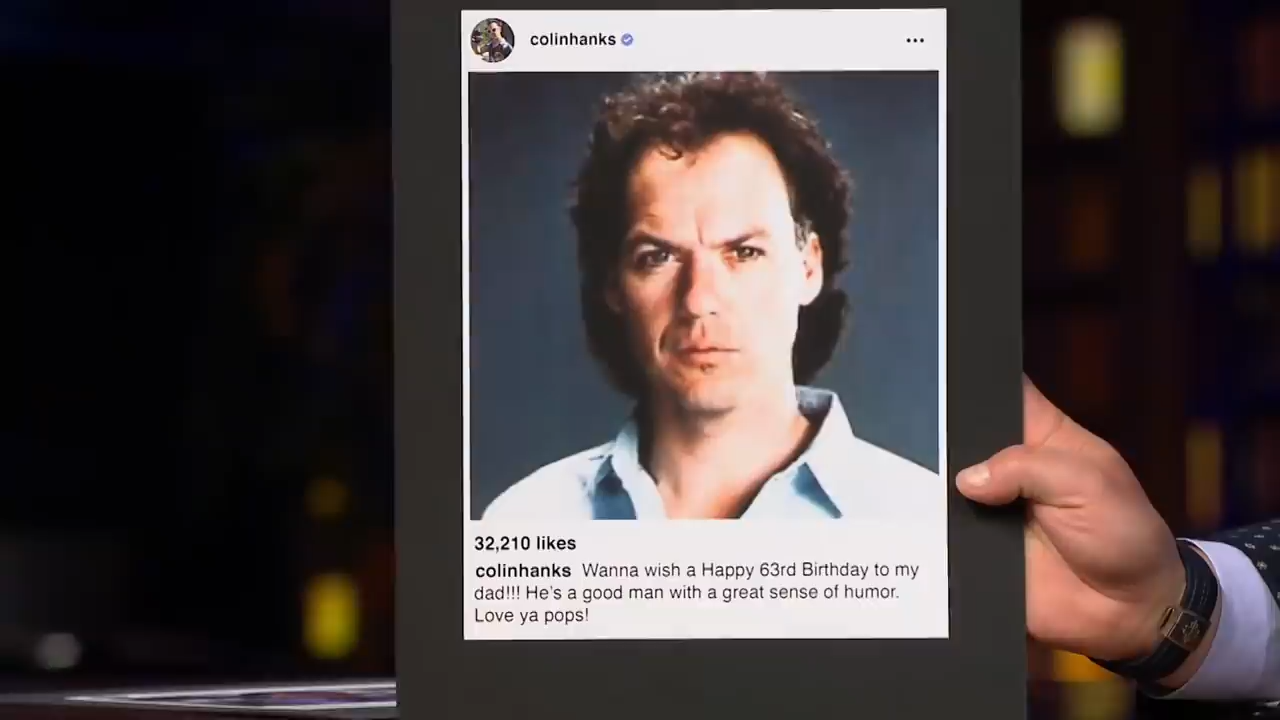 colinhanks
32,210 likes
colinhanks Wanna wish a Happy 63rd Birthday to my
dad!!! He's a good man with a great sense of humor.
Love ya pops!